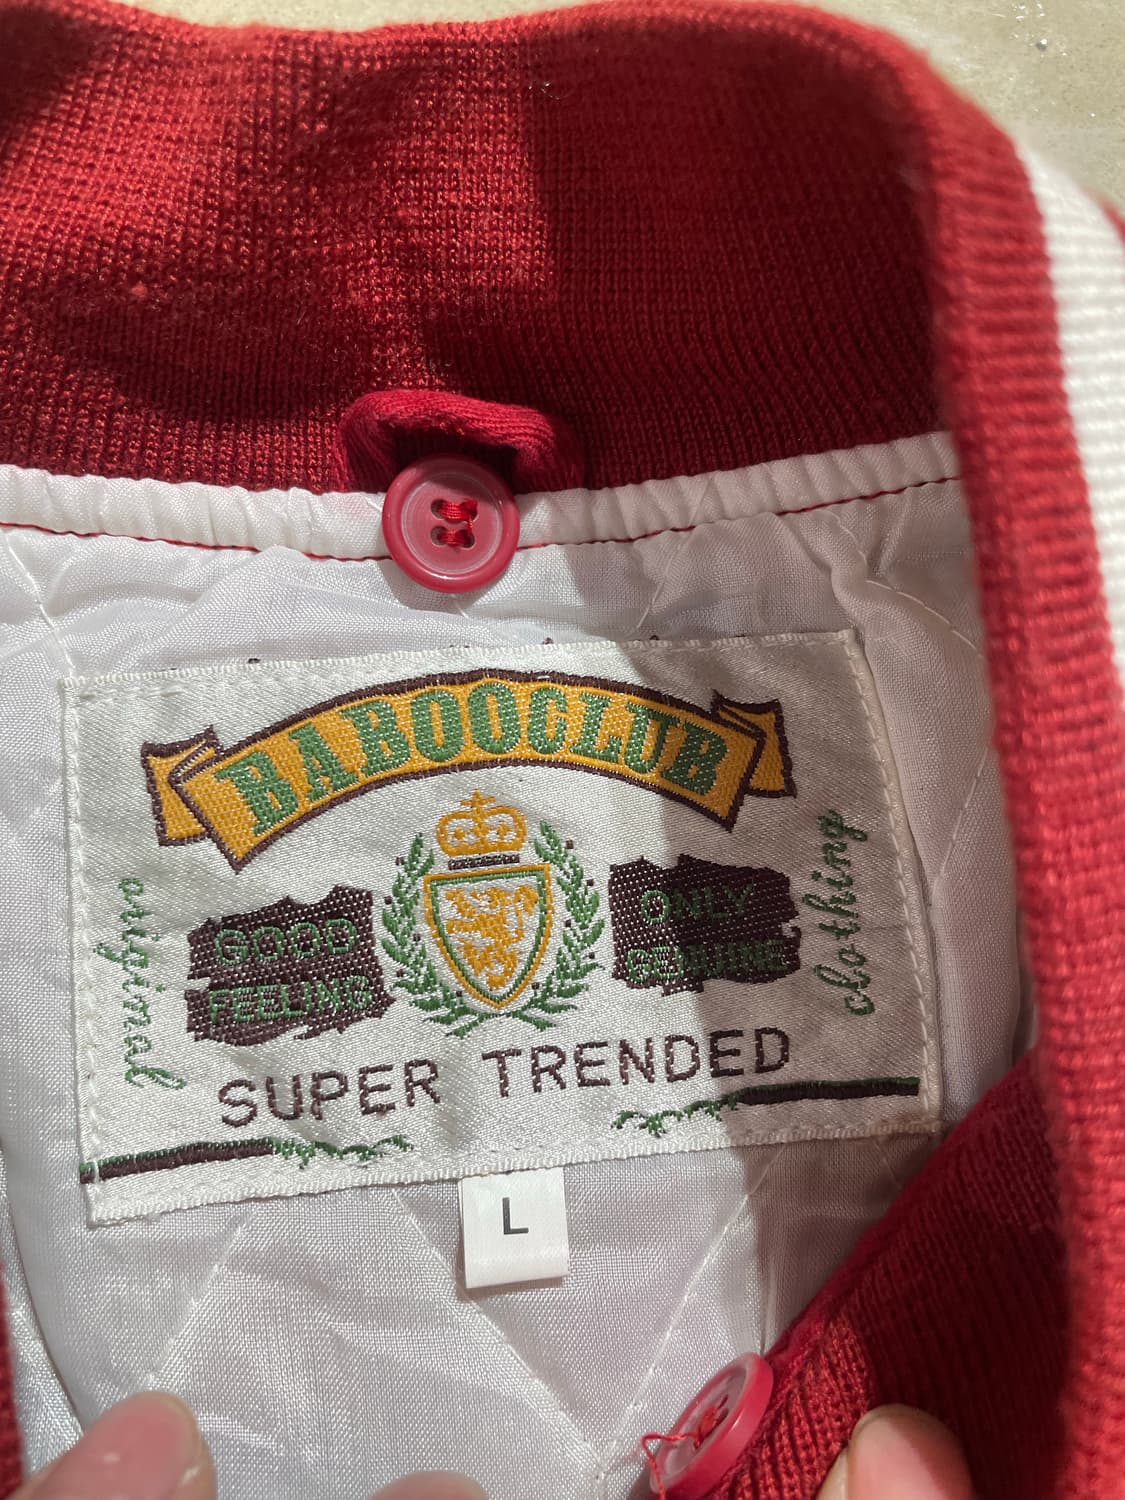 BABOOCLUB
original
GOOD
FEELING
ONLY
GENUINE
clothing
SUPER TRENDED
L